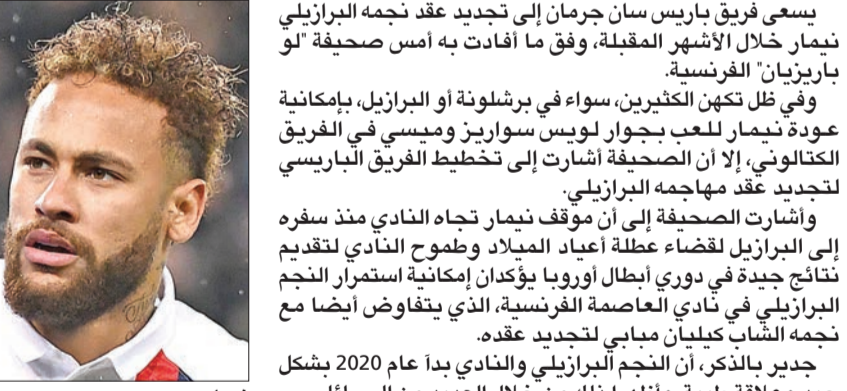 يسعى فريق باريس سان جرمان إلى تجديد عقد نجمه البرازيلي
نيمار خلال الأشهر المقبلة، وفق ما أفادت به أمس صحيفة "لو
باريزيان" الفرنسية.
وفي ظل تكهن الكثيرين، سواء في برشلونة أو البرازيل، بإمكانية
عودة نيمار للعب بجوار لويس سواريز وميسي في الفريق
الكتالوني، إلا أن الصحيفة أشارت إلى تخطيط الفريق الباريسي
لتجديد عقد مهاجمه البرازيلي.
وأشارت الصحيفة إلى أن موقف نيمار تجاه النادي منذ سفره
إلى البرازيل لقضاء عطلة أعياد الميلاد وطموح النادي لتقديم
نتائج جيدة في دوري أبطال أوروبا يؤكدان إمكانية استمرار النجم
البرازيلي في نادي العاصمة الفرنسية، الذي يتفاوض أيضا مع
نجمه الشاب كيليان مبابي لتجديد عقده.
جدير بالذكر، أن النجم البرازيلي والنادي بدآ عام 2020 بشكل